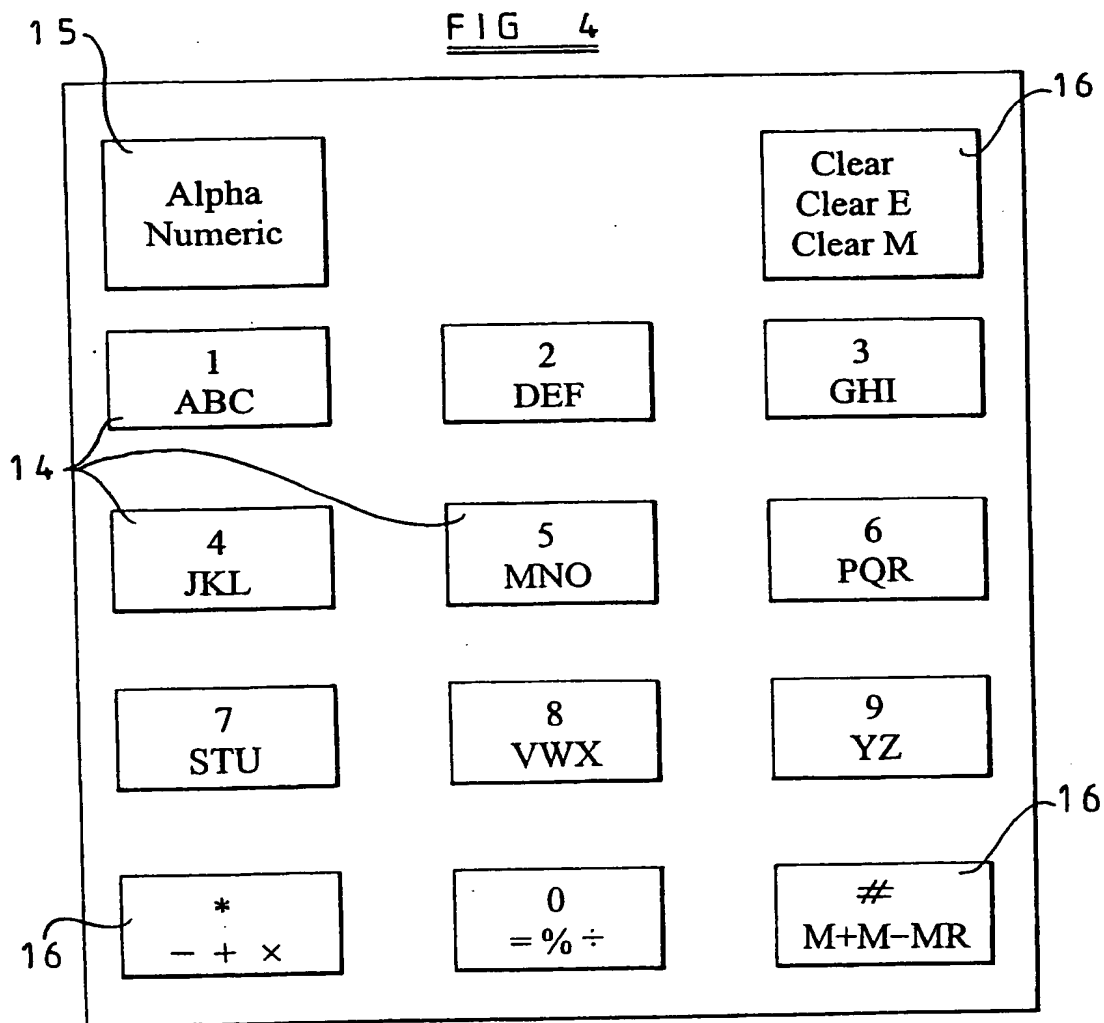 FIG 4
15
16
Alpha
Numeric
Clear
Clear E
Clear M
1
ABC
2
DEF
3
GHI
14
4
JKL
5
MNO
6
PQR
7
STU
8
VWX
9
YZ
16
16
*
− + ×
0
= % ÷
#
M+M−MR